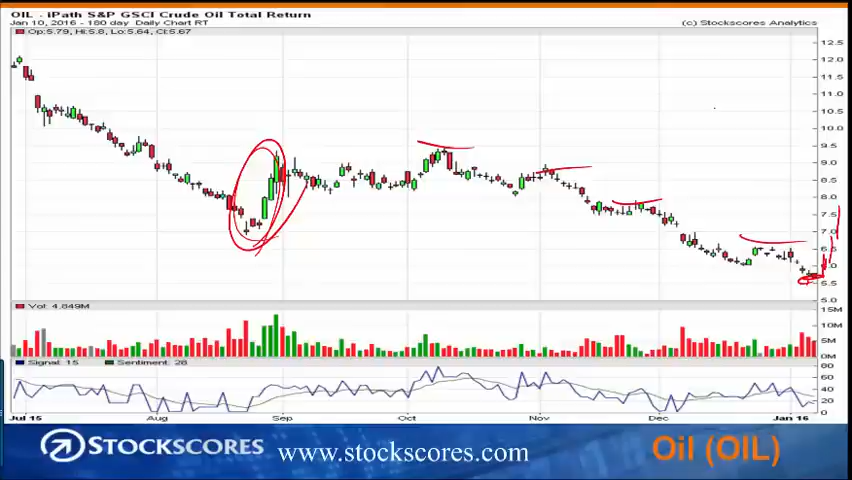 OIL - iPath S&P GSCI Crude Oil Total Return
Jan 10, 2016 - 180 day Daily Chart RT (c) Stockscores Analytics
Op:5.79, Hi:5.8, Lo:5.64, Cl:5.67
12.5
12.0
11.5
11.0
10.5
10.0
9.5
9.0
8.5
8.0
7.5
7.0
6.5
6.0
5.5
5.0
Vol: 4.849M
15M
10M
5M
0M
Signal: 15 Sentiment: 28
80
60
40
20
0
Jul 15 Aug Sep Oct Nov Dec Jan 16
STOCKSCORES www.stockscores.com Oil (OIL)